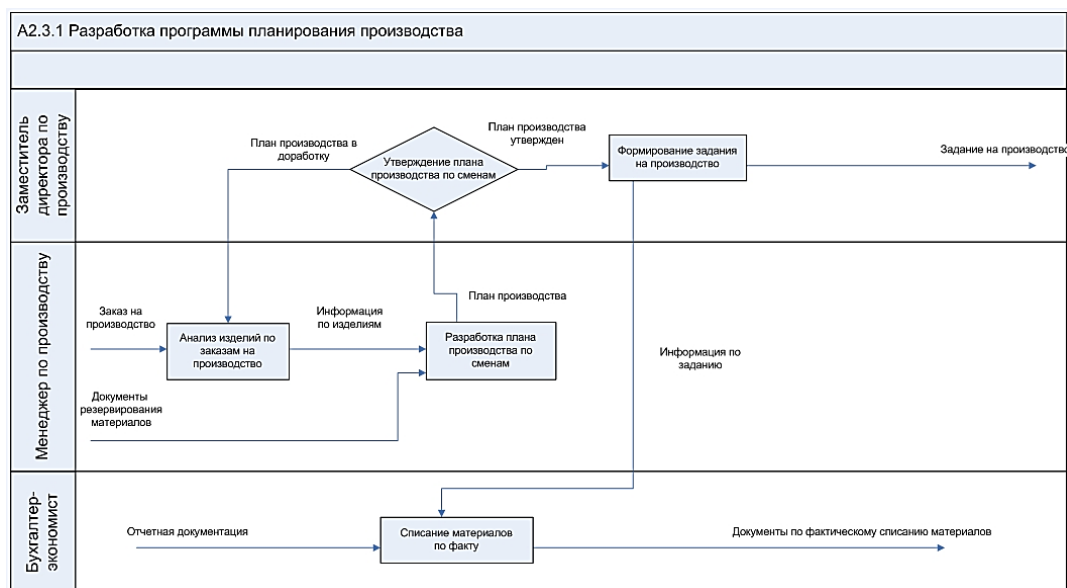 А2.3.1 Разработка программы планирования производства
Заместитель
директора по
производству
План производства в
доработку
Утверждение плана
производства по сменам
План производства
утвержден
Формирование задания
на производство
Задание на производство
Менеджер по производству
Заказ на
производство
Анализ изделий по
заказам на
производство
Информация
по изделиям
План производства
Разработка плана
производства по
сменам
Информация по
заданию
Документы
резервирования
материалов
Бухгалтер-
экономист
Отчетная документация
Списание материалов
по факту
Документы по фактическому списанию материалов